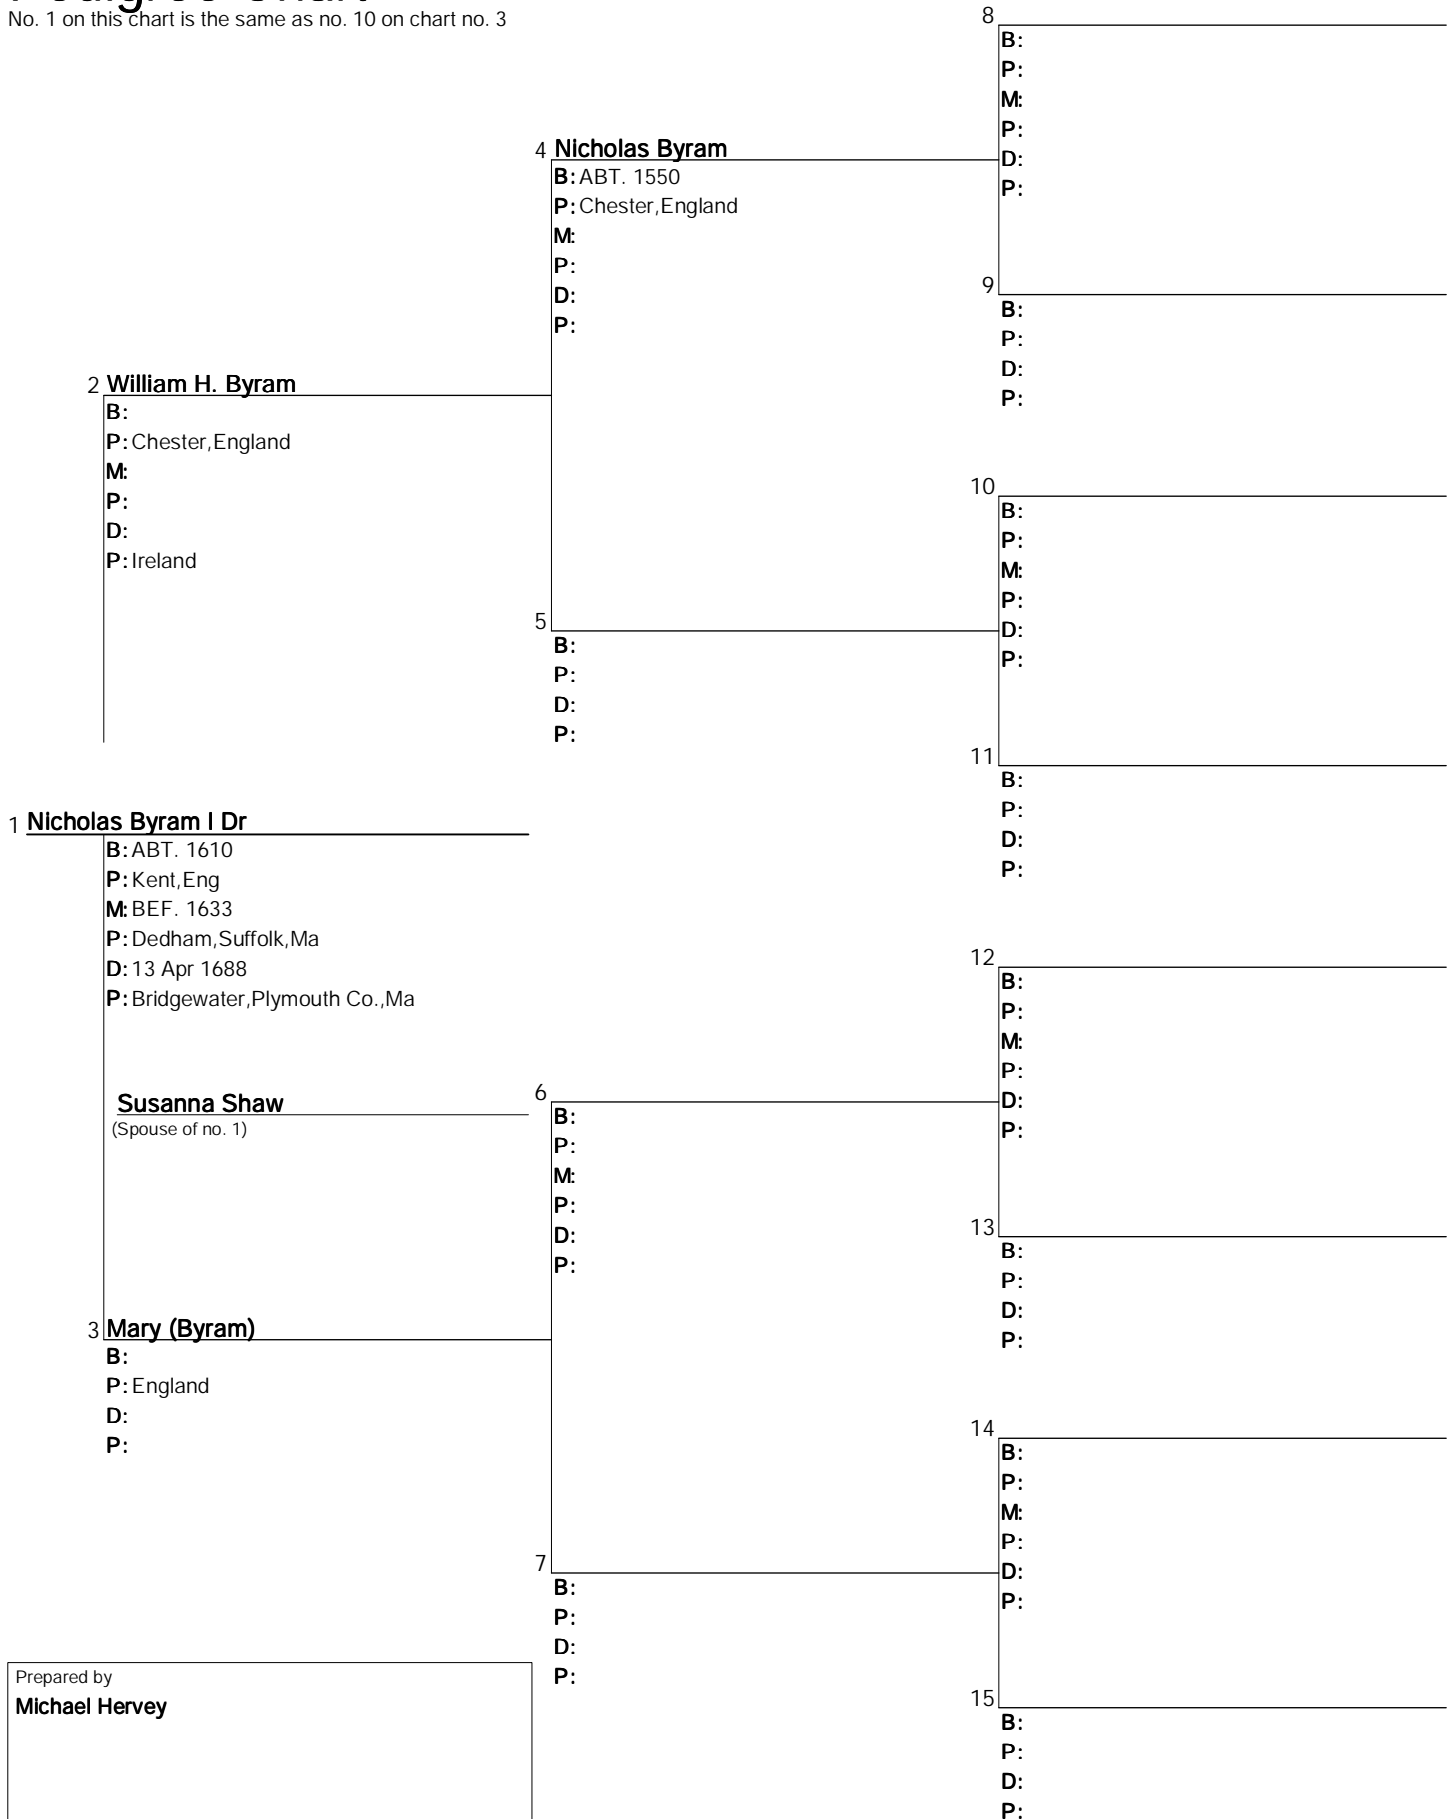 Pedigree Chart
No. 1 on this chart is the same as no. 10 on chart no. 3
8
B:
P:
M:
P:
D:
P:
4 Nicholas Byram
B: ABT. 1550
P: Chester,England
M:
P:
D:
P:
9
B:
P:
D:
P:
2 William H. Byram
B:
P: Chester,England
M:
P:
D:
P: Ireland
10
B:
P:
M:
P:
D:
P:
5
B:
P:
D:
P:
11
B:
P:
D:
P:
1 Nicholas Byram I Dr
B: ABT. 1610
P: Kent,Eng
M: BEF. 1633
P: Dedham,Suffolk,Ma
D: 13 Apr 1688
P: Bridgewater,Plymouth Co.,Ma
Susanna Shaw
(Spouse of no. 1)
12
B:
P:
M:
P:
D:
P:
6
B:
P:
M:
P:
D:
P:
13
B:
P:
D:
P:
3 Mary (Byram)
B:
P: England
D:
P:
14
B:
P:
M:
P:
D:
P:
7
B:
P:
D:
P:
15
B:
P:
D:
P:
Prepared by
Michael Hervey